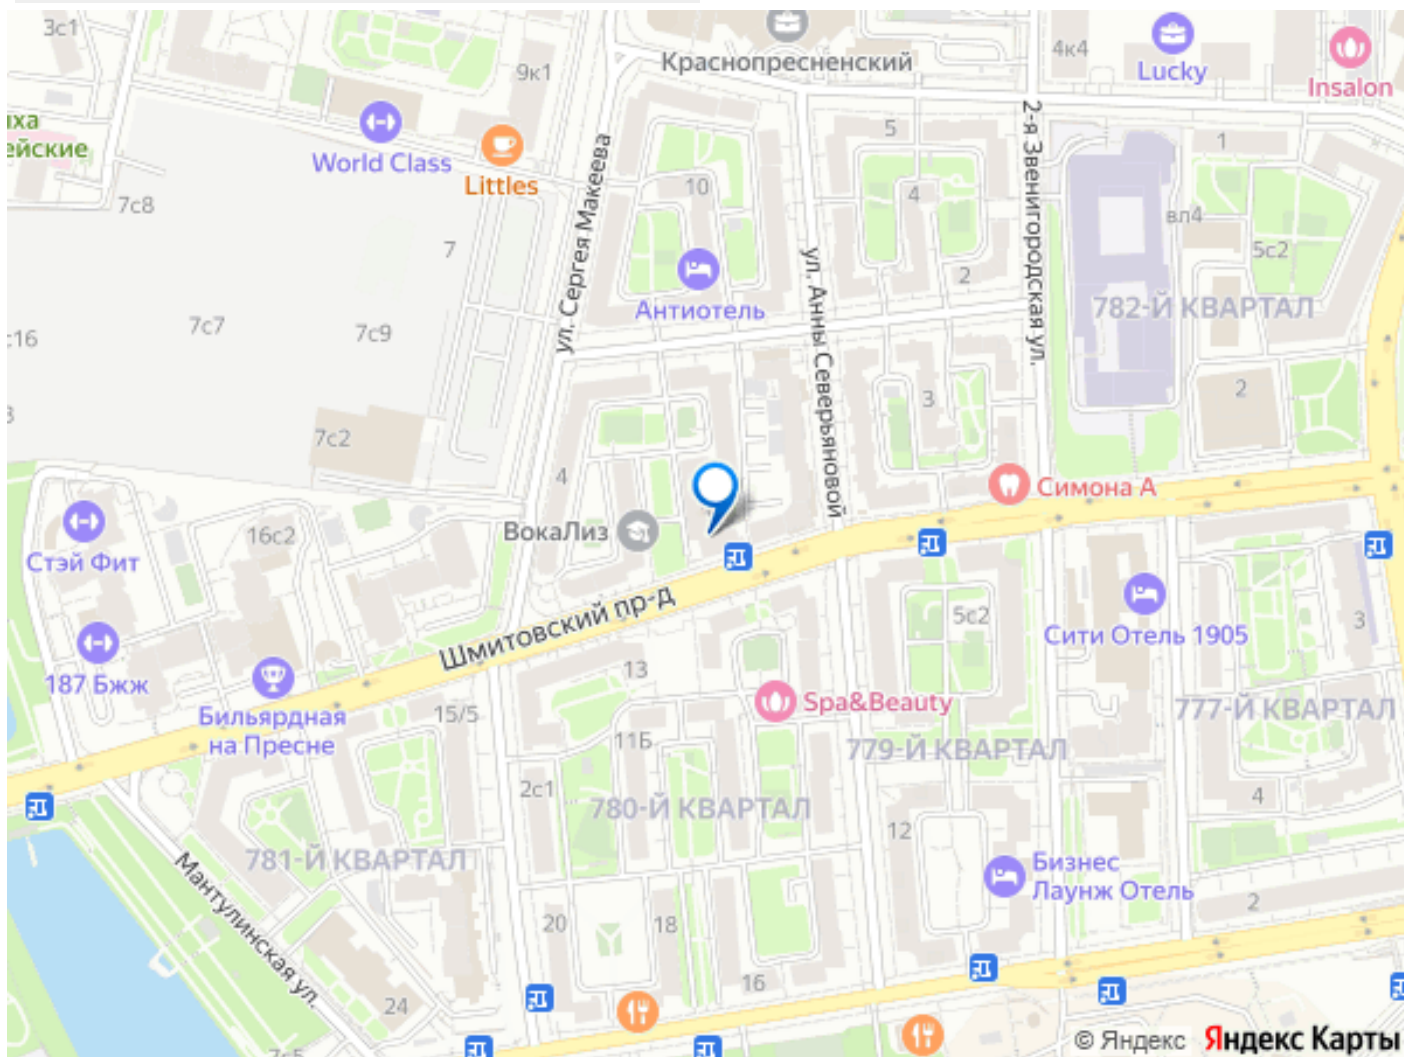 3с1
Краснопресненский
4к4
Lucky
Insalon
9к1
World Class
Littles
ул. Сергея Макеева
2-я Звенигородская ул.
5
1
иха
ейские
10
4
7с8
вл4
7
5с2
2
Антиотель
ул. Анны Северьяновой
782-Й КВАРТАЛ
с16
7с7
7с9
3
2
7с2
4
Симона А
ВокаЛиз
16с2
Стэй Фит
Шмитовский пр-д
5с2
Сити Отель 1905
3
187 Бжж
13
Spa&Beauty
Бильярдная
на Пресне
15/5
11Б
777-Й КВАРТАЛ
779-Й КВАРТАЛ
2с1
780-Й КВАРТАЛ
4
781-Й КВАРТАЛ
12
Мантулинская ул.
Бизнес
Лаунж Отель
2
20
18
16
24
© Яндекс Яндекс Карты